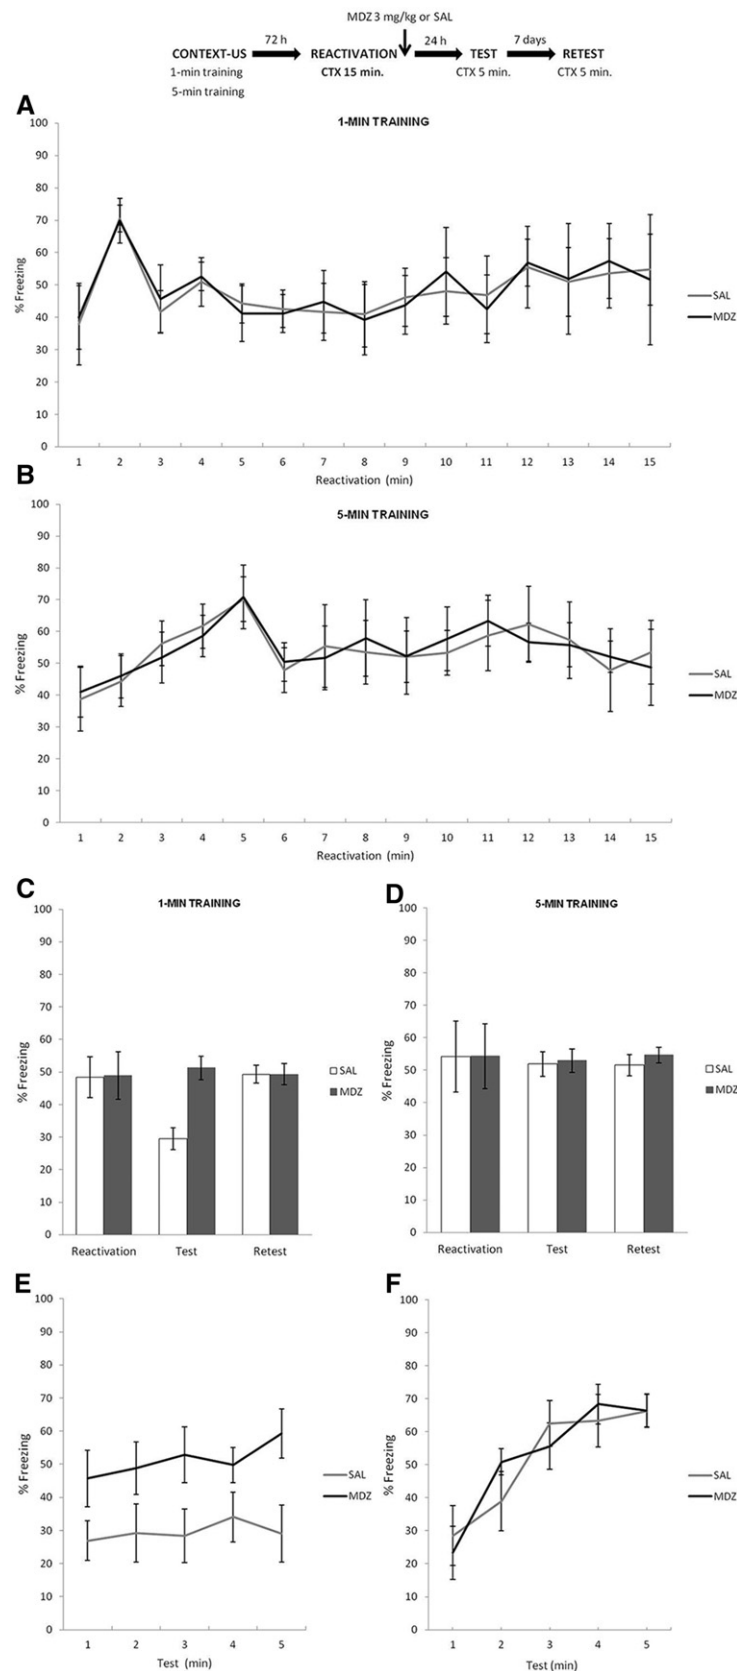 MDZ 3 mg/kg or SAL
72 h 24 h 7 days
CONTEXT-US REACTIVATION TEST RETEST
1-min training CTX 15 min. CTX 5 min. CTX 5 min.
5-min training
A
1-MIN TRAINING
100
90
80
70
60
50
40
30
20
10
0
% Freezing
SAL
MDZ
1 2 3 4 5 6 7 8 9 10 11 12 13 14 15
Reactivation (min)
B
5-MIN TRAINING
100
90
80
70
60
50
40
30
20
10
0
% Freezing
SAL
MDZ
1 2 3 4 5 6 7 8 9 10 11 12 13 14 15
Reactivation (min)
C
1-MIN TRAINING
100
90
80
70
60
50
40
30
20
10
0
% Freezing
SAL
MDZ
Reactivation Test Retest
D
5-MIN TRAINING
100
90
80
70
60
50
40
30
20
10
0
% Freezing
SAL
MDZ
Reactivation Test Retest
E
100
90
80
70
60
50
40
30
20
10
0
% Freezing
SAL
MDZ
1 2 3 4 5
Test (min)
F
100
90
80
70
60
50
40
30
20
10
0
% Freezing
SAL
MDZ
1 2 3 4 5
Test (min)